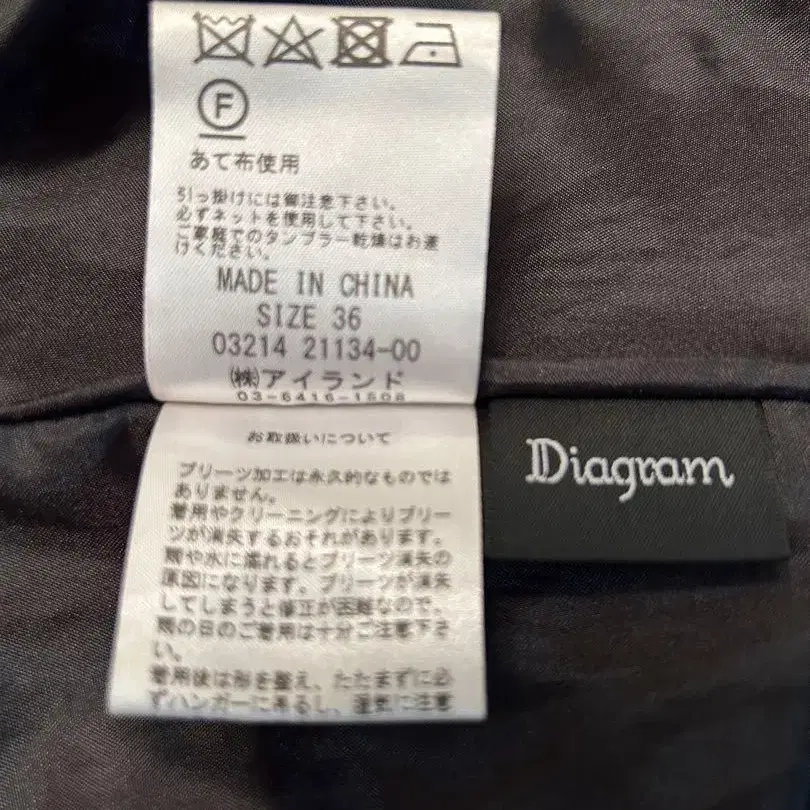 F
あて布使用
引っ掛けには御注意下さい。
必ずネットを使用して下さい。
ご家庭でのタンブラー乾燥はお避
けください。
MADE IN CHINA
SIZE 36
03214 21134-00
㈱アイランド
03-6416-1508
お取扱いについて
プリーツ加工は永久的なものでは
ありません。
着用やクリーニングによりプリー
ツが消失するおそれがあります。
雨や水に濡れるとプリーツ消失の
原因になります。プリーツが消失
してしまうと修正が困難なので、
雨の日のご着用は十分ご注意下さ
い。
着用後は形を整え、たたまずに必
ずハンガーに吊るし、湿気に注意
Diagram